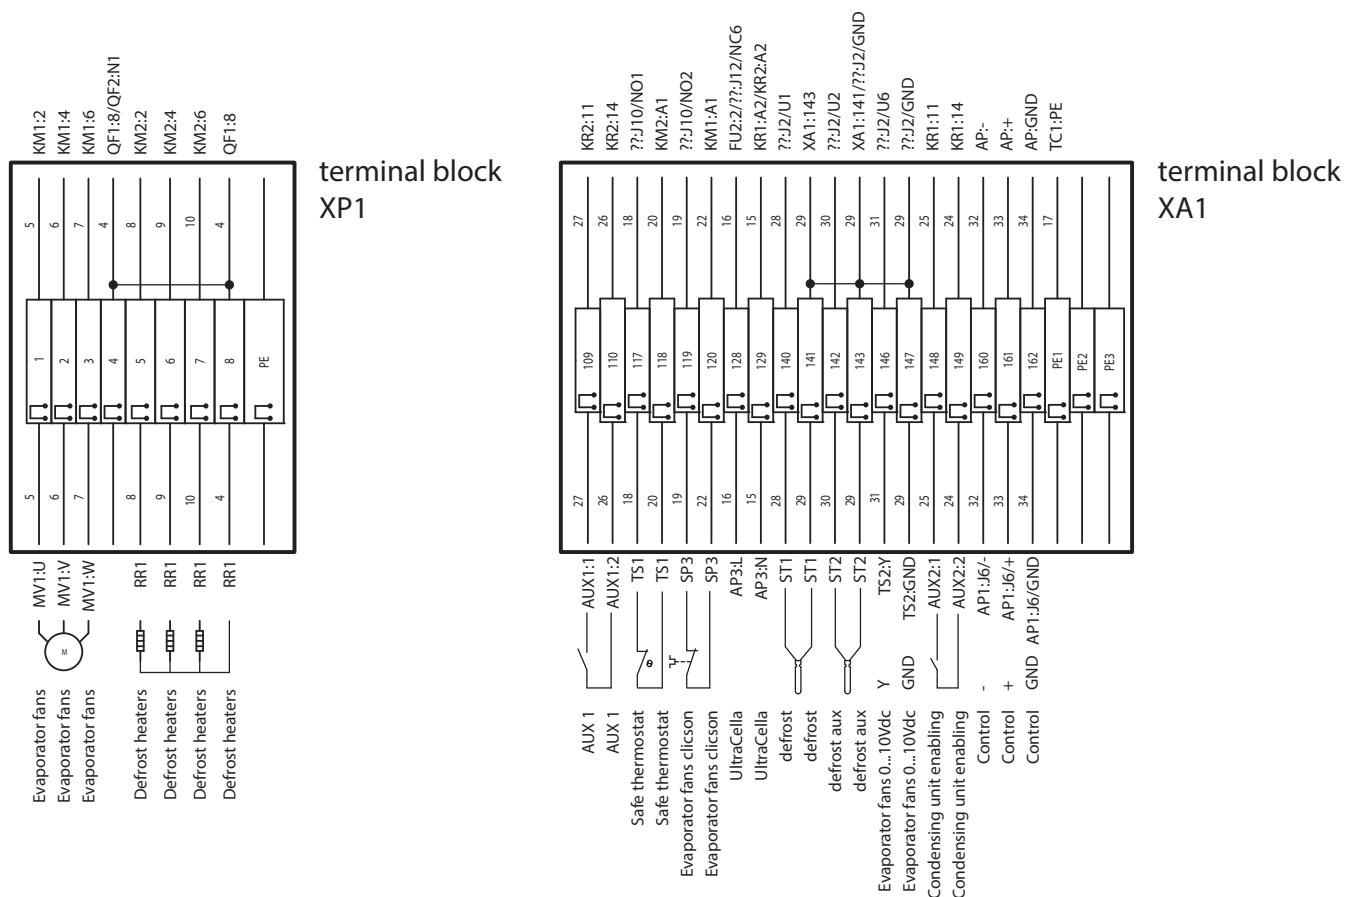 KM1:2
KM1:4
KM1:6
QF1:8/QF2:N1
KM2:2
KM2:4
KM2:6
QF1:8
terminal block
XP1
5
6
7
4
8
9
10
4
1
2
3
4
5
6
7
8
PE
5
6
7
8
9
10
4
MV1:U
MV1:V
MV1:W
RR1
RR1
RR1
RR1
M
Evaporator fans
Evaporator fans
Evaporator fans
Defrost heaters
Defrost heaters
Defrost heaters
Defrost heaters
KR2:11
KR2:14
??:J10/NO1
KM2:A1
??:J10/NO2
KM1:A1
FU2:2/??:J12/NC6
KR1:A2/KR2:A2
??:J2/U1
XA1:143
??:J2/U2
XA1:141/??:J2/GND
??:J2/U6
??:J2/GND
KR1:11
KR1:14
AP:-
AP:+
AP:GND
TC1:PE
terminal block
XA1
27
26
18
20
19
22
16
15
28
29
30
29
31
29
25
24
32
33
34
17
109
110
117
118
119
120
128
129
140
141
142
143
146
147
148
149
160
161
162
PE1
PE2
PE3
27
26
18
20
19
22
16
15
28
29
30
29
31
29
25
24
32
33
34
AUX1:1
AUX1:2
TS1
TS1
SP3
SP3
AP3:L
AP3:N
ST1
ST1
ST2
ST2
TS2:Y
TS2:GND
AUX2:1
AUX2:2
AP1:J6/-
AP1:J6/+
AP1:J6/GND
θ
Y
GND
-
+
GND
AUX 1
AUX 1
Safe thermostat
Safe thermostat
Evaporator fans clicson
Evaporator fans clicson
UltraCella
UltraCella
defrost
defrost
defrost aux
defrost aux
Evaporator fans 0...10Vdc
Evaporator fans 0...10Vdc
Condensing unit enabling
Condensing unit enabling
Control
Control
Control